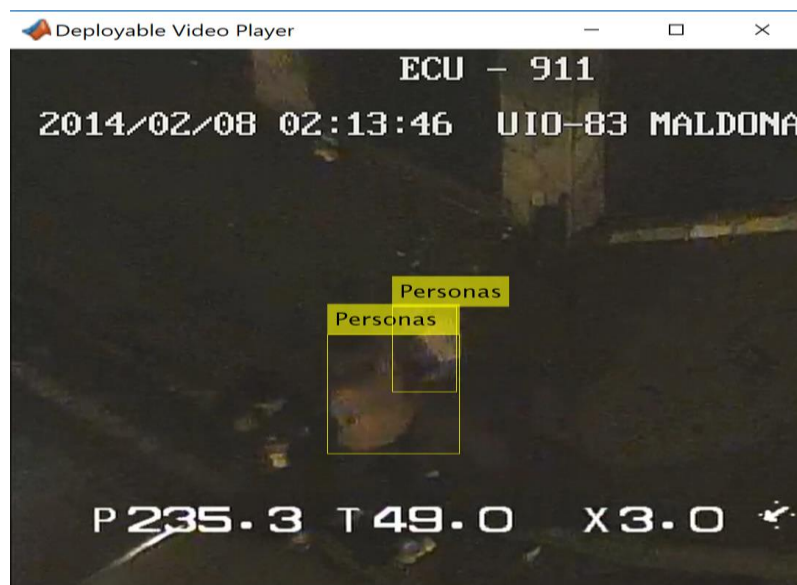 Deployable Video Player
ECU - 911
2014/02/08 02:13:46 UIO-83 MALDONA
Personas
Personas
P235.3 T49.0 X3.0